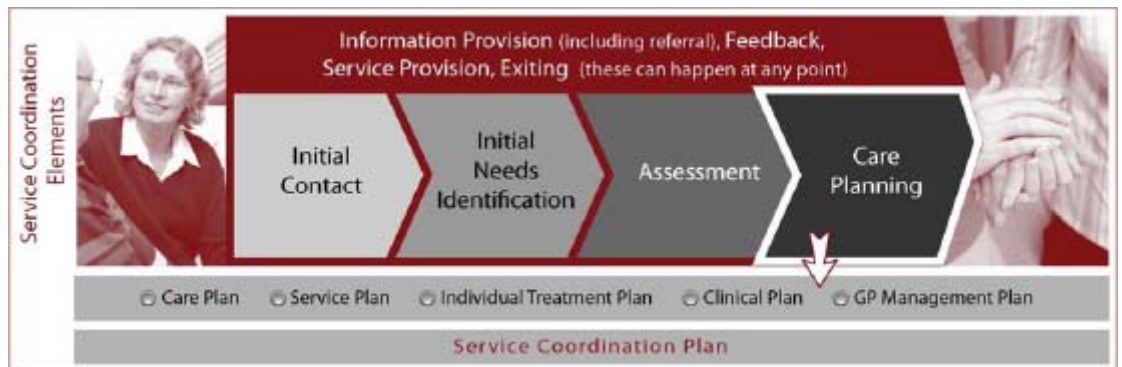 Service Coordination
Elements
Information Provision (including referral), Feedback,
Service Provision, Exiting (these can happen at any point)
Initial
Contact
Initial
Needs
Identification
Assessment
Care
Planning
Care Plan
Service Plan
Individual Treatment Plan
Clinical Plan
GP Management Plan
Service Coordination Plan